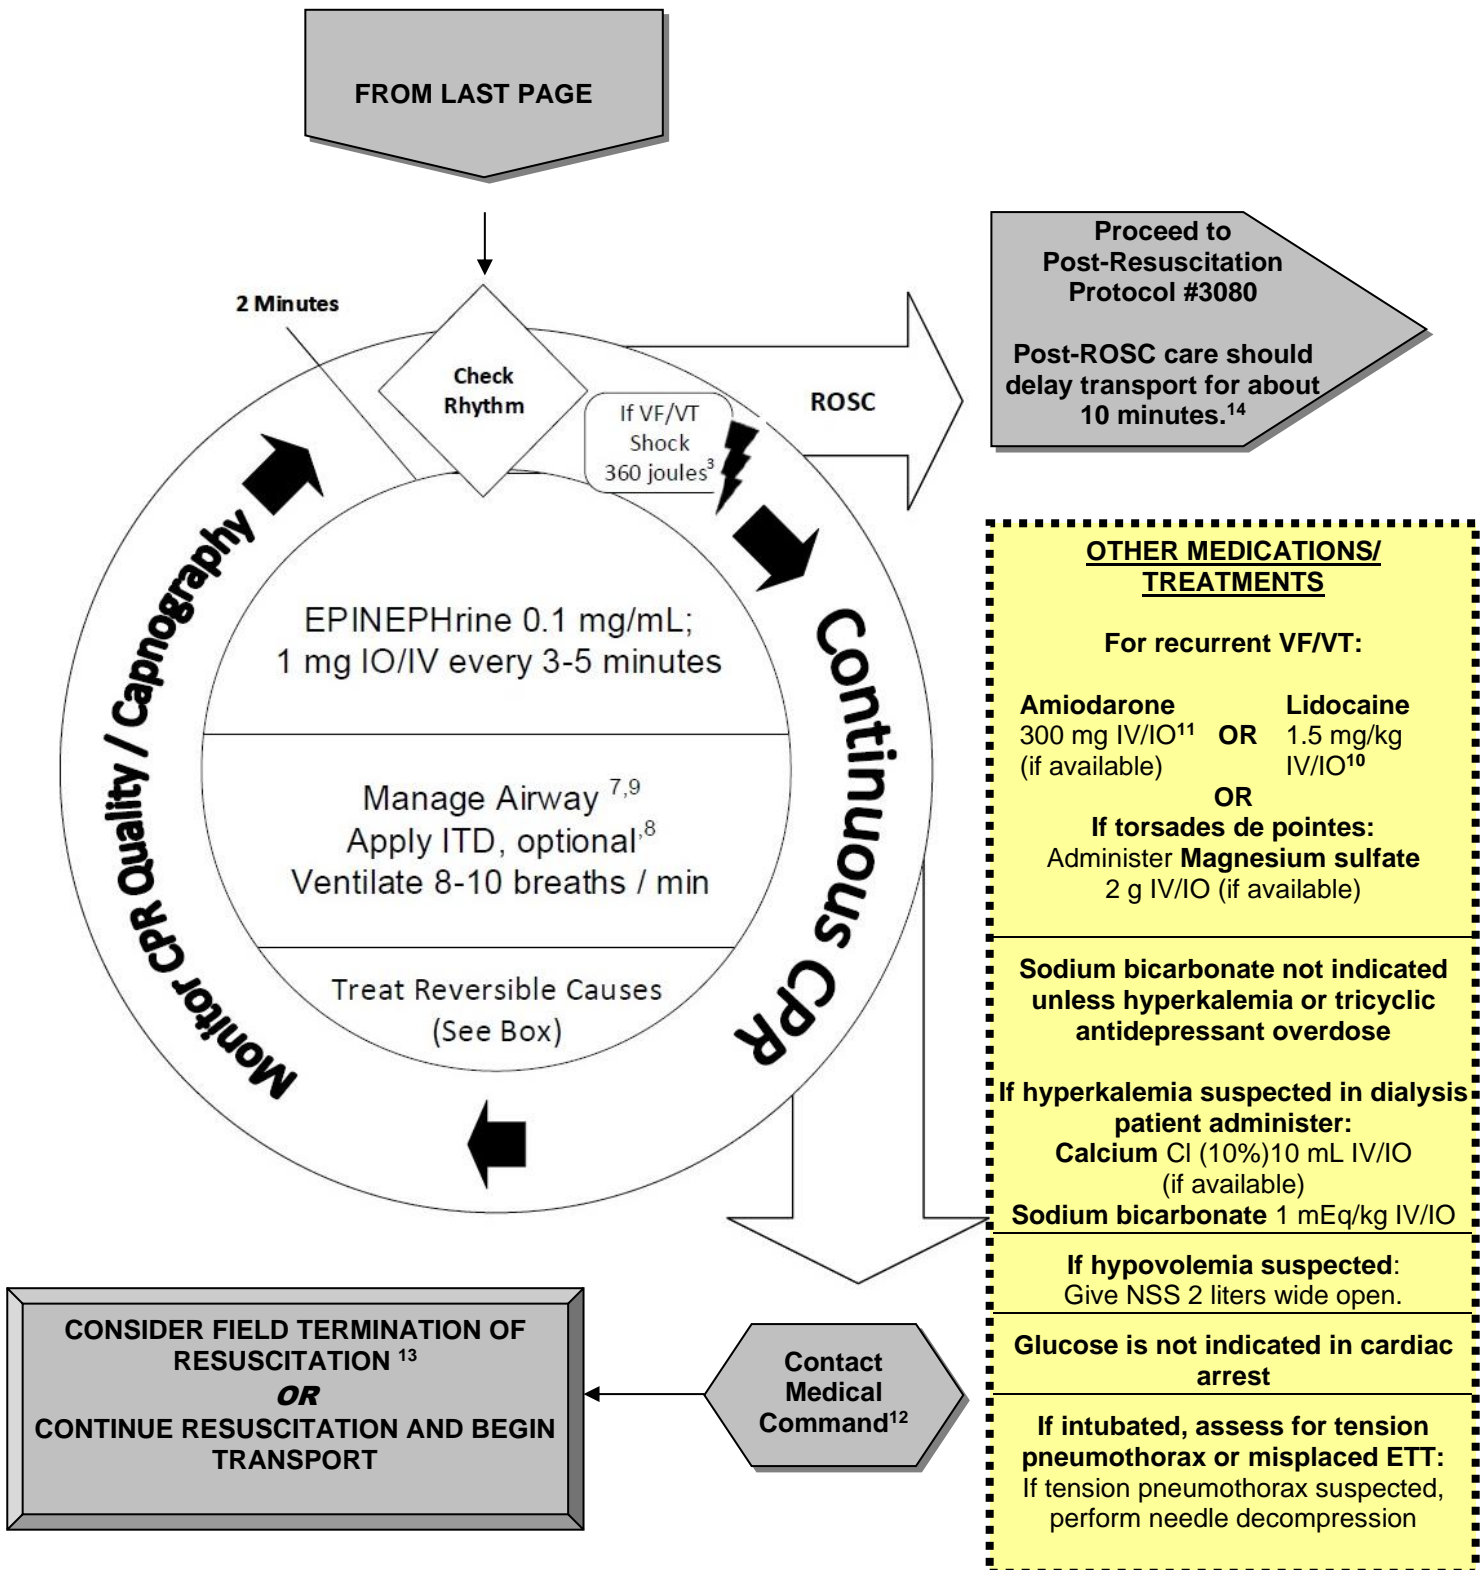 FROM LAST PAGE
2 Minutes
Check
Rhythm
If VF/VT
Shock
360 joules3
ROSC
Proceed to
Post-Resuscitation
Protocol #3080
Post-ROSC care should
delay transport for about
10 minutes.14
Continuous CPR
Monitor CPR Quality / Capnography
EPINEPHrine 0.1 mg/mL;
1 mg IO/IV every 3-5 minutes
Manage Airway 7,9
Apply ITD, optional,8
Ventilate 8-10 breaths / min
Treat Reversible Causes
(See Box)
OTHER MEDICATIONS/
TREATMENTS
For recurrent VF/VT:
Amiodarone
300 mg IV/IO11
(if available)
OR
Lidocaine
1.5 mg/kg
IV/IO10
OR
If torsades de pointes:
Administer Magnesium sulfate
2 g IV/IO (if available)
Sodium bicarbonate not indicated
unless hyperkalemia or tricyclic
antidepressant overdose
If hyperkalemia suspected in dialysis
patient administer:
Calcium Cl (10%)10 mL IV/IO
(if available)
Sodium bicarbonate 1 mEq/kg IV/IO
If hypovolemia suspected:
Give NSS 2 liters wide open.
Glucose is not indicated in cardiac
arrest
If intubated, assess for tension
pneumothorax or misplaced ETT:
If tension pneumothorax suspected,
perform needle decompression
Contact
Medical
Command12
CONSIDER FIELD TERMINATION OF
RESUSCITATION 13
OR
CONTINUE RESUSCITATION AND BEGIN
TRANSPORT